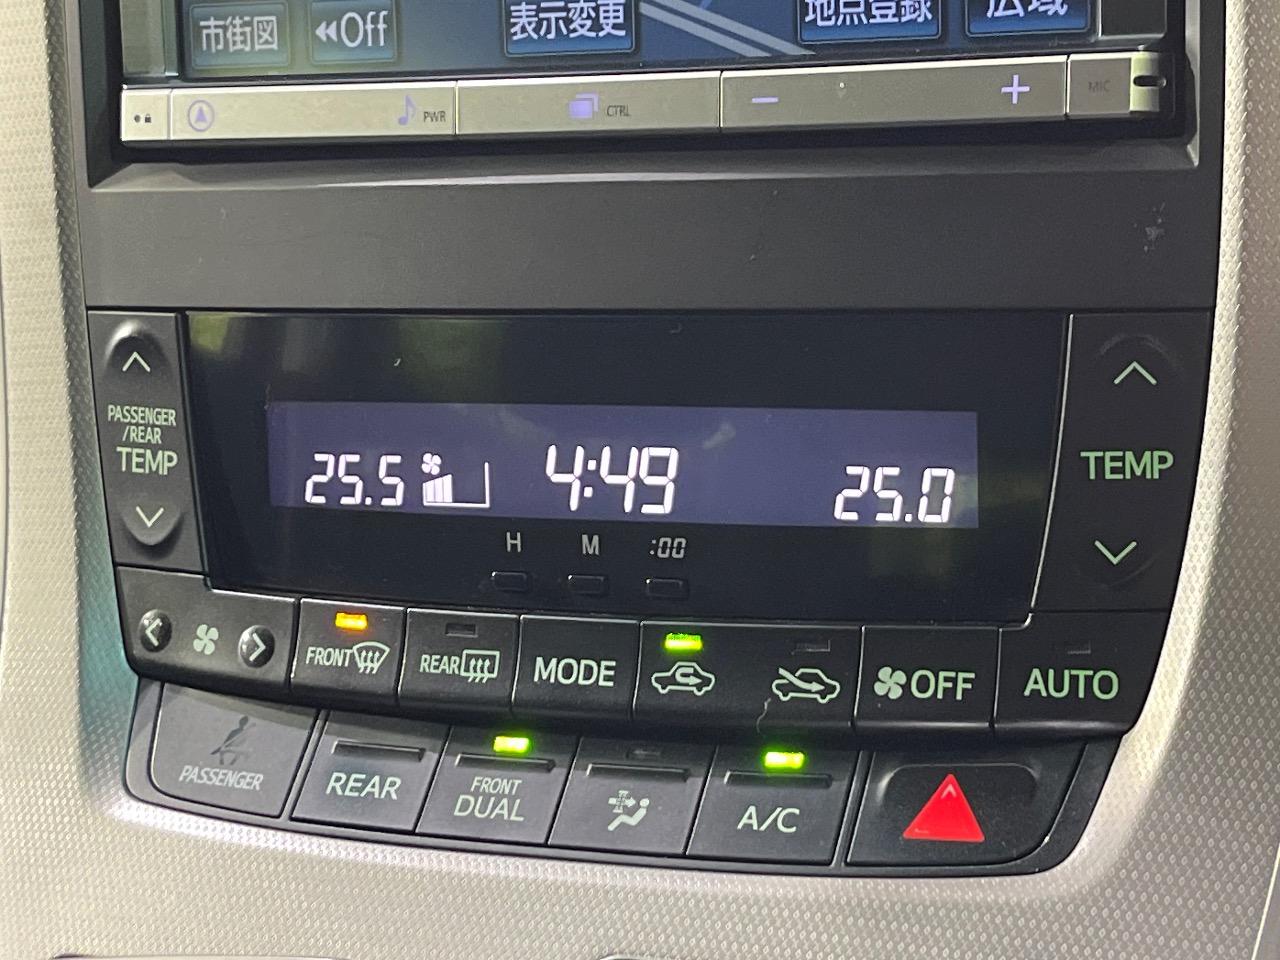 市街図 Off 表示変更 地点登録 広域
PWR CTRL − + MIC
PASSENGER
/REAR
TEMP
25.5 4:49 25.0
TEMP
H M :00
FRONT REAR MODE OFF AUTO
PASSENGER REAR FRONT
DUAL A/C